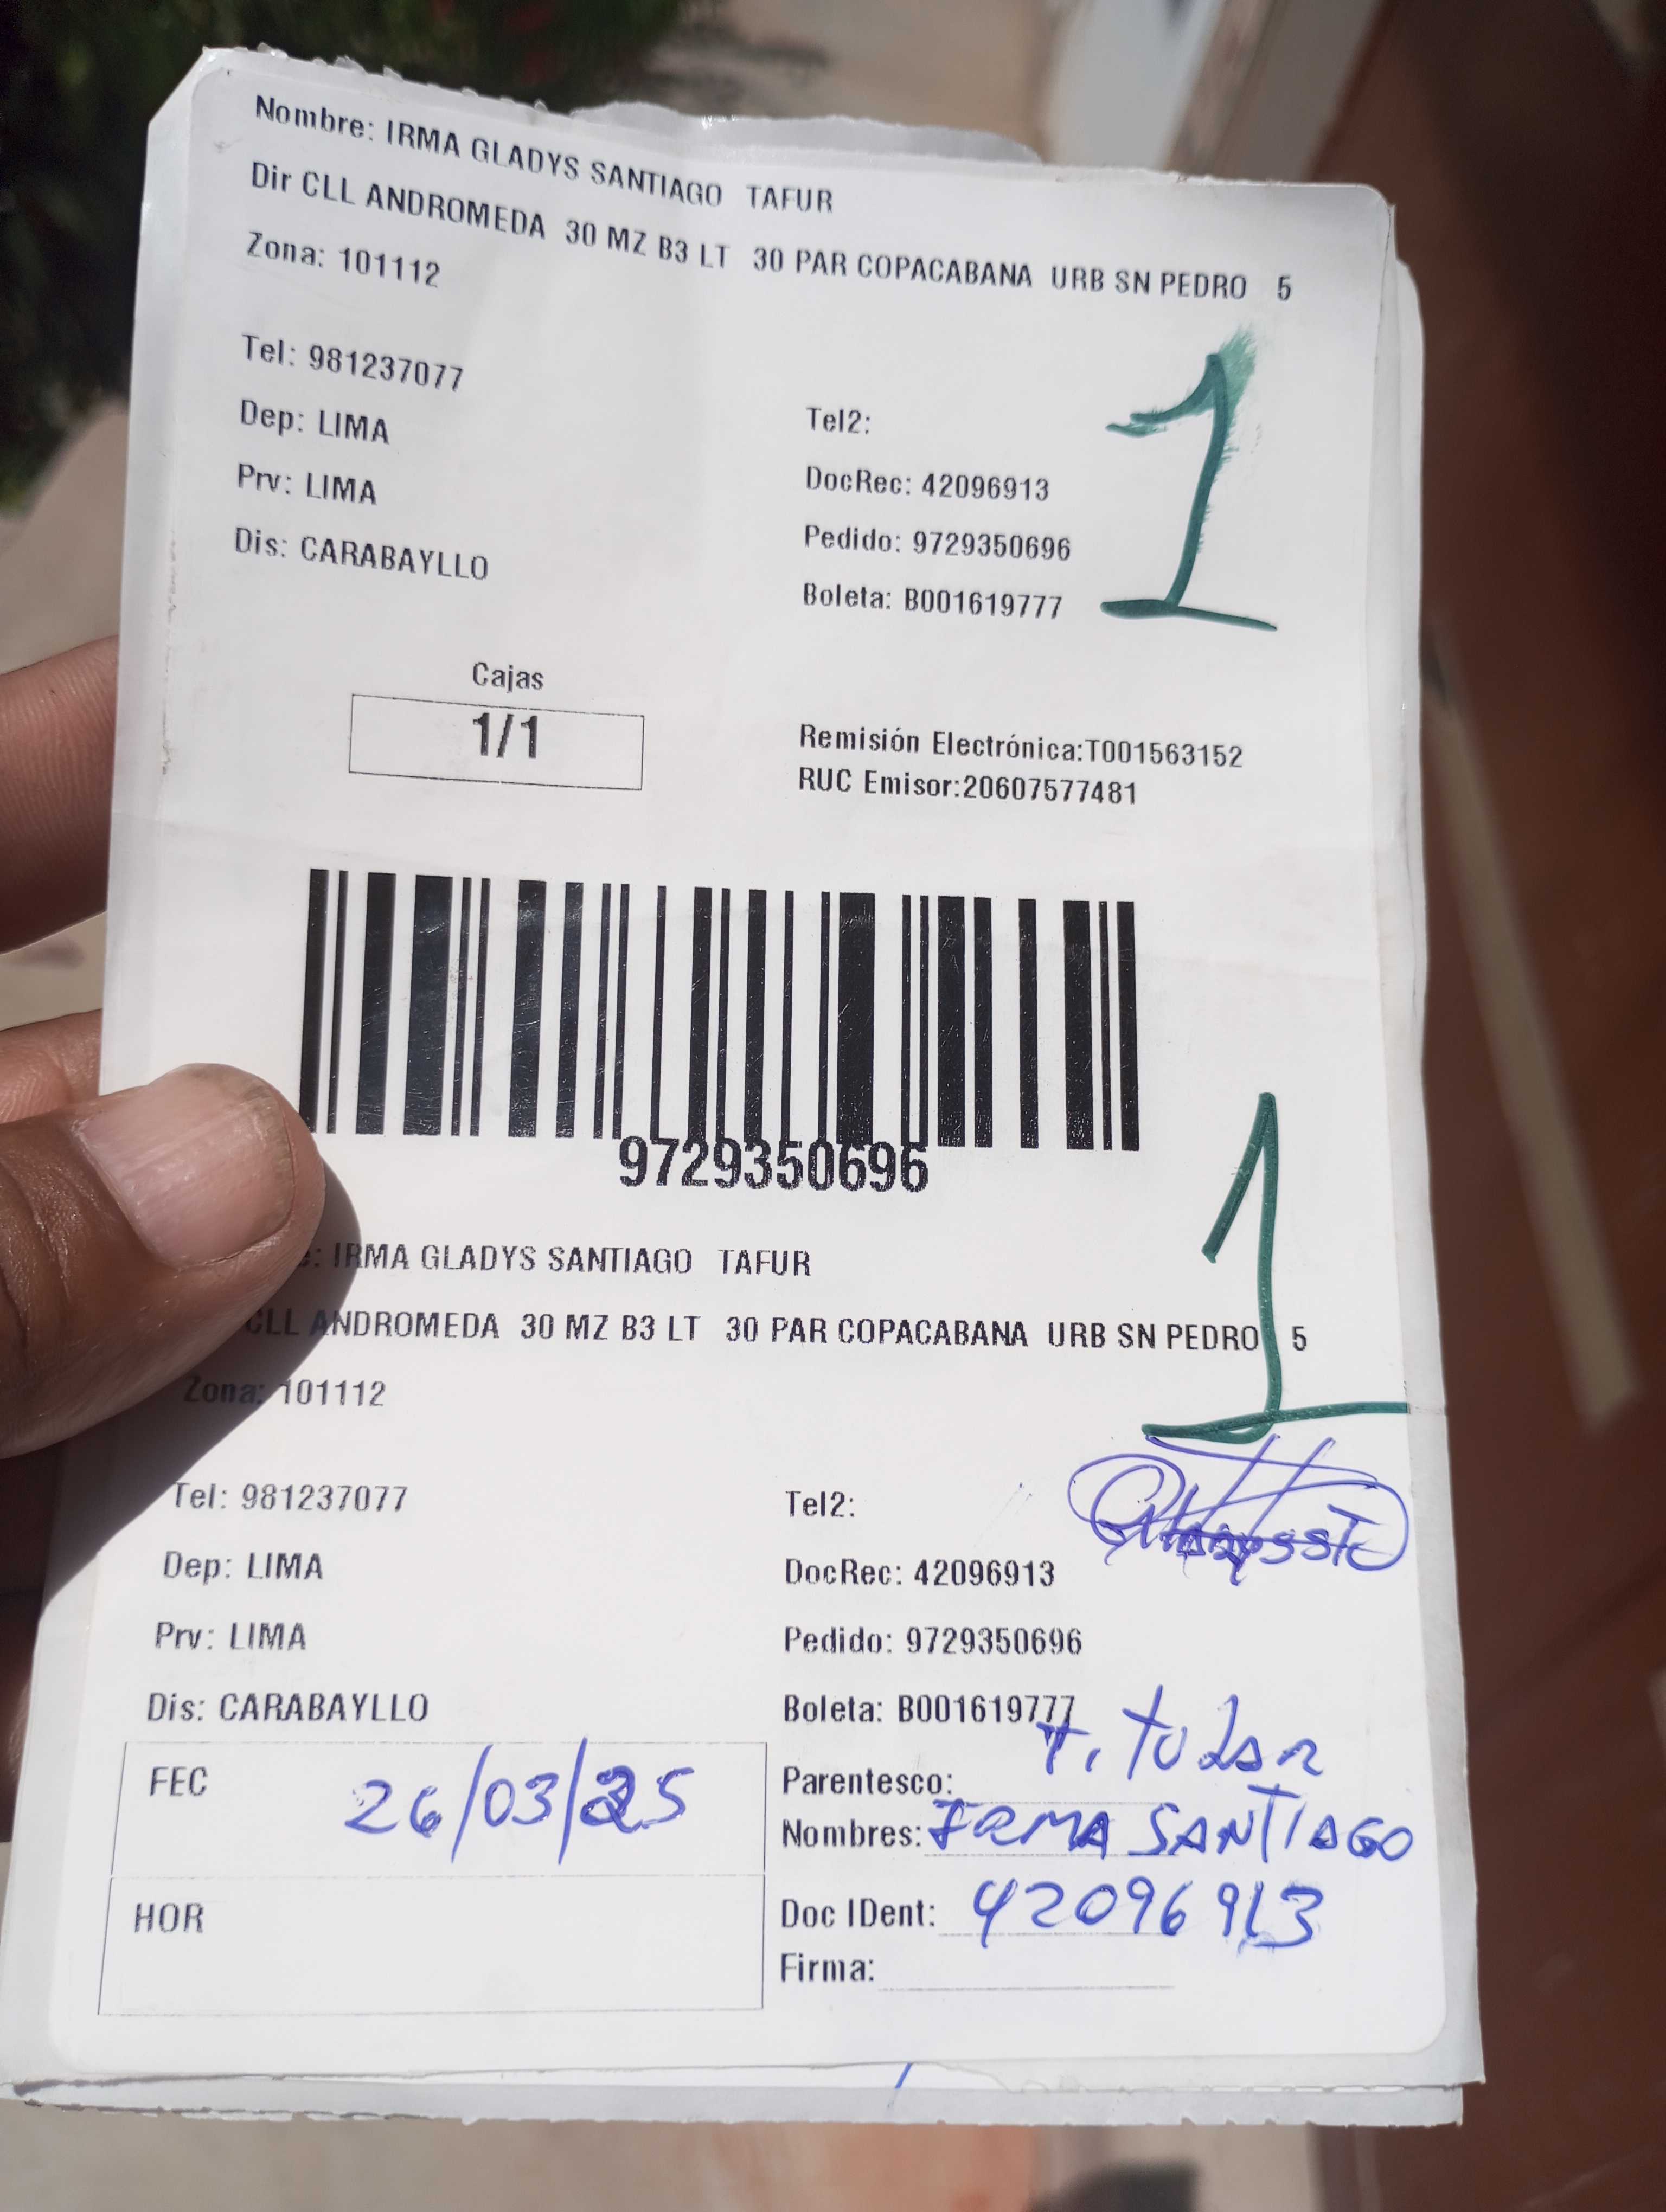 Nombre: IRMA GLADYS SANTIAGO TAFUR
Dir CLL ANDROMEDA 30 MZ B3 LT 30 PAR COPACABANA URB SN PEDRO 5
Zona: 101112
1
Tel: 981237077
Dep: LIMA
Tel2:
Prv: LIMA
DocRec: 42096913
Dis: CARABAYLLO
Pedido: 9729350696
Boleta: B001619777
Cajas
1/1
Remisión Electrónica:T001563152
RUC Emisor:20607577481
9729350696
1
: IRMA GLADYS SANTIAGO TAFUR
CLL ANDROMEDA 30 MZ B3 LT 30 PAR COPACABANA URB SN PEDRO 5
Zona: 101112
Tel: 981237077
Tel2:
Dep: LIMA
DocRec: 42096913
Prv: LIMA
Pedido: 9729350696
Dis: CARABAYLLO
Boleta: B001619777
FEC 26/03/25
Parentesco: Titular
Nombres: IRMA SANTIAGO
HOR
Doc IDent: 42096913
Firma: